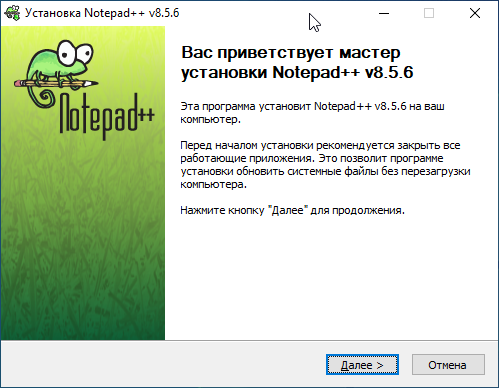 Установка Notepad++ v8.5.6
Notepad++
Вас приветствует мастер
установки Notepad++ v8.5.6
Эта программа установит Notepad++ v8.5.6 на ваш
компьютер.
Перед началом установки рекомендуется закрыть все
работающие приложения. Это позволит программе
установки обновить системные файлы без перезагрузки
компьютера.
Нажмите кнопку "Далее" для продолжения.
Далее >
Отмена